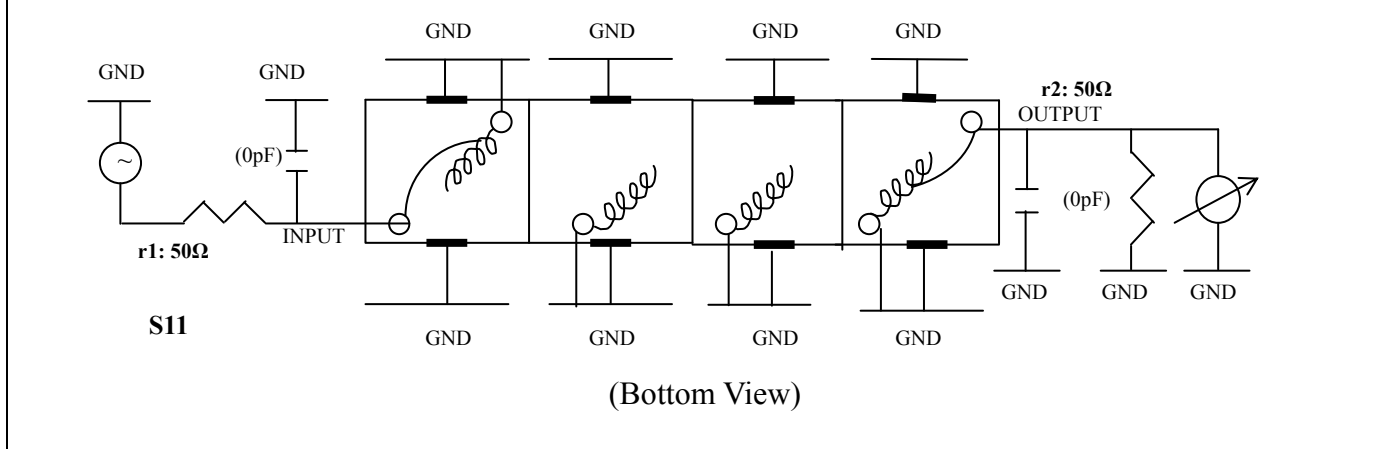 GND GND GND GND
GND GND
r2: 50Ω
OUTPUT
(0pF)
~
(0pF)
INPUT
r1: 50Ω
GND GND GND
S11
GND GND GND GND
(Bottom View)